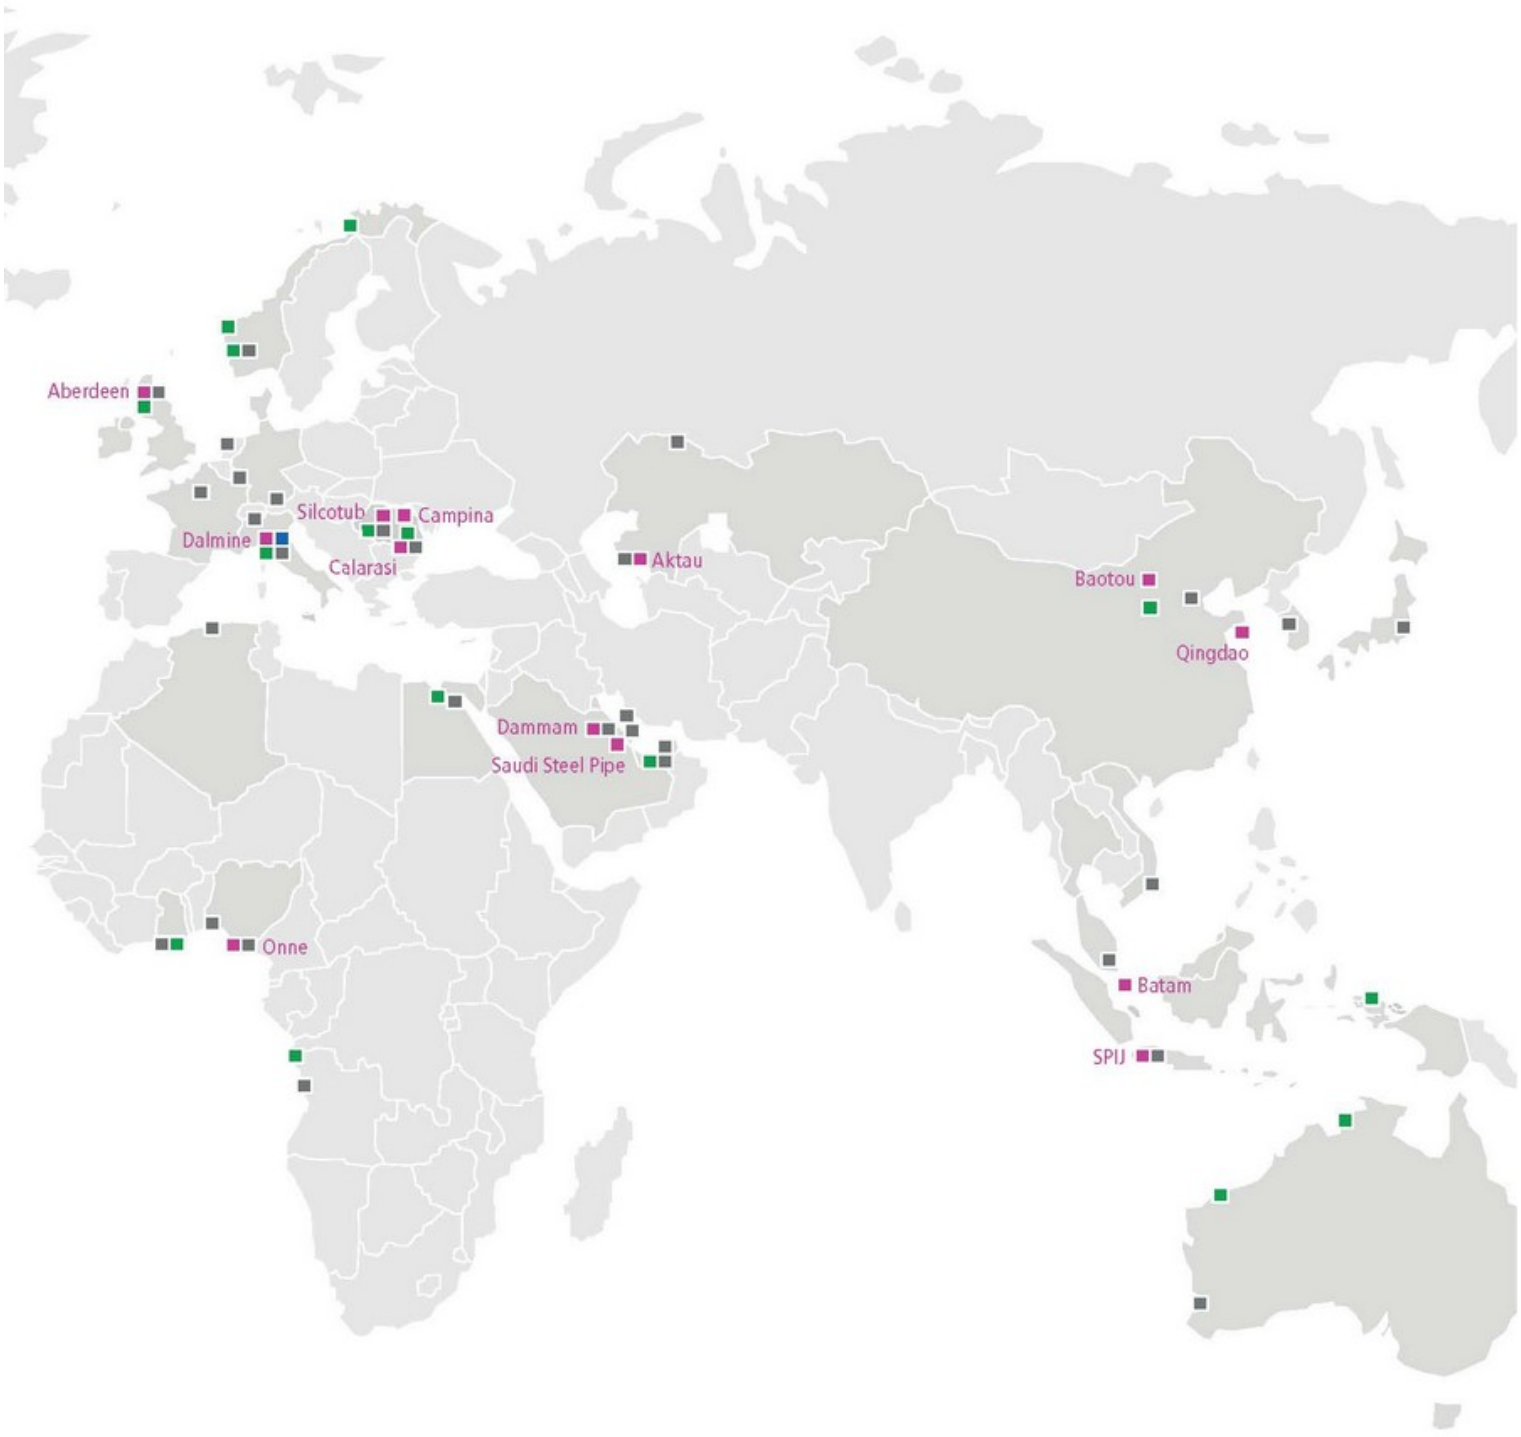 Aberdeen
Silcotub
Campina
Dalmine
Calarasi
Aktau
Baotou
Qingdao
Dammam
Saudi Steel Pipe
Onne
Batam
SPIJ